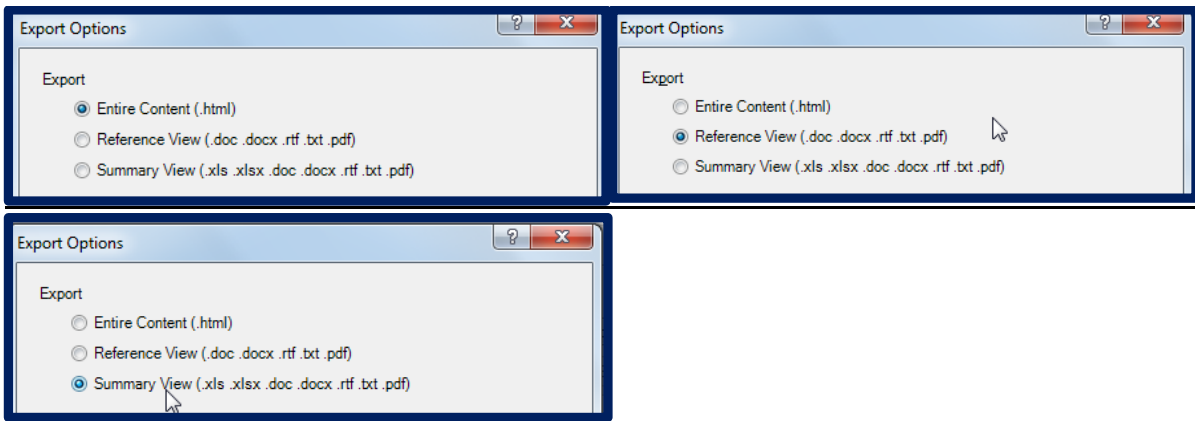 Export Options
Export
Entire Content (.html)
Reference View (.doc .docx .rtf .txt .pdf)
Summary View (.xls .xlsx .doc .docx .rtf .txt .pdf)
Export Options
Export
Entire Content (.html)
Reference View (.doc .docx .rtf .txt .pdf)
Summary View (.xls .xlsx .doc .docx .rtf .txt .pdf)
Export Options
Export
Entire Content (.html)
Reference View (.doc .docx .rtf .txt .pdf)
Summary View (.xls .xlsx .doc .docx .rtf .txt .pdf)